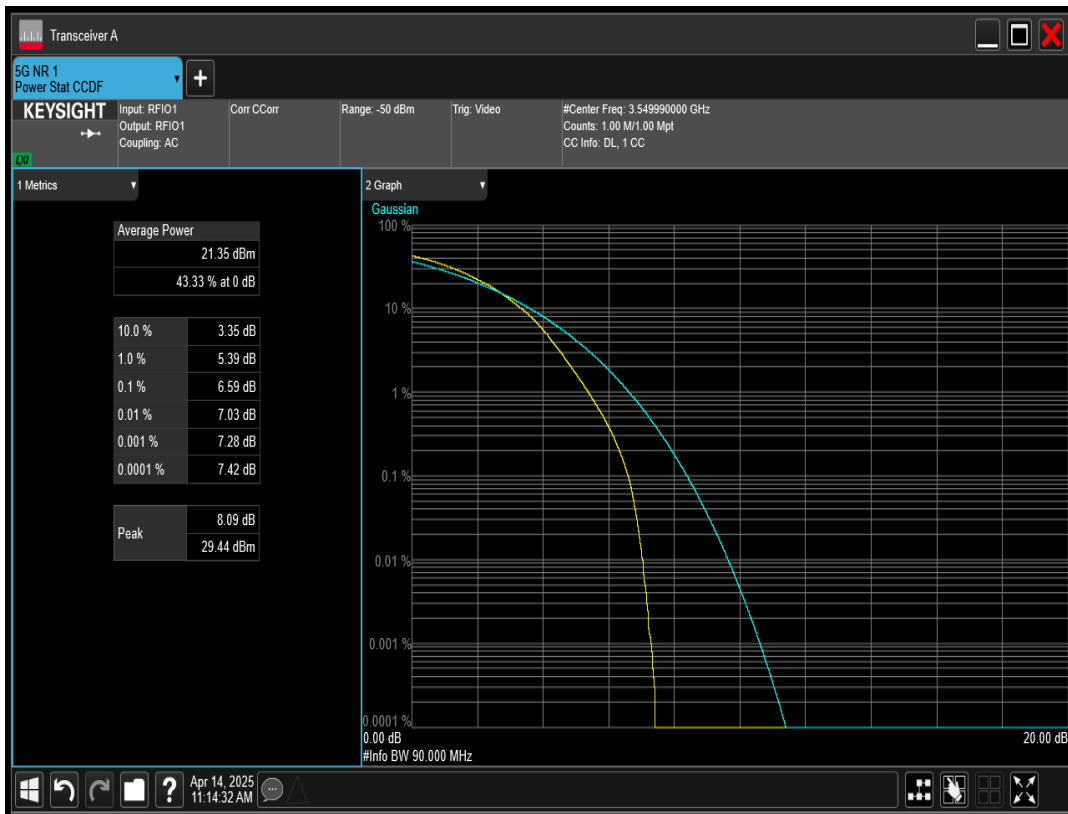 Transceiver A
5G NR 1
Power Stat CCDF
KEYSIGHT
LXI
Input: RFIO1
Output: RFIO1
Coupling: AC
Corr CCorr
Range: -50 dBm
Trig: Video
#Center Freq: 3.549990000 GHz
Counts: 1.00 M/1.00 Mpt
CC Info: DL, 1 CC
1 Metrics
Average Power
21.35 dBm
43.33 % at 0 dB
10.0 % 3.35 dB
1.0 % 5.39 dB
0.1 % 6.59 dB
0.01 % 7.03 dB
0.001 % 7.28 dB
0.0001 % 7.42 dB
Peak
8.09 dB
29.44 dBm
2 Graph
Gaussian
100 %
10 %
1 %
0.1 %
0.01 %
0.001 %
0.0001 %
0.00 dB 20.00 dB
#Info BW 90.000 MHz
?
Apr 14, 2025
11:14:32 AM